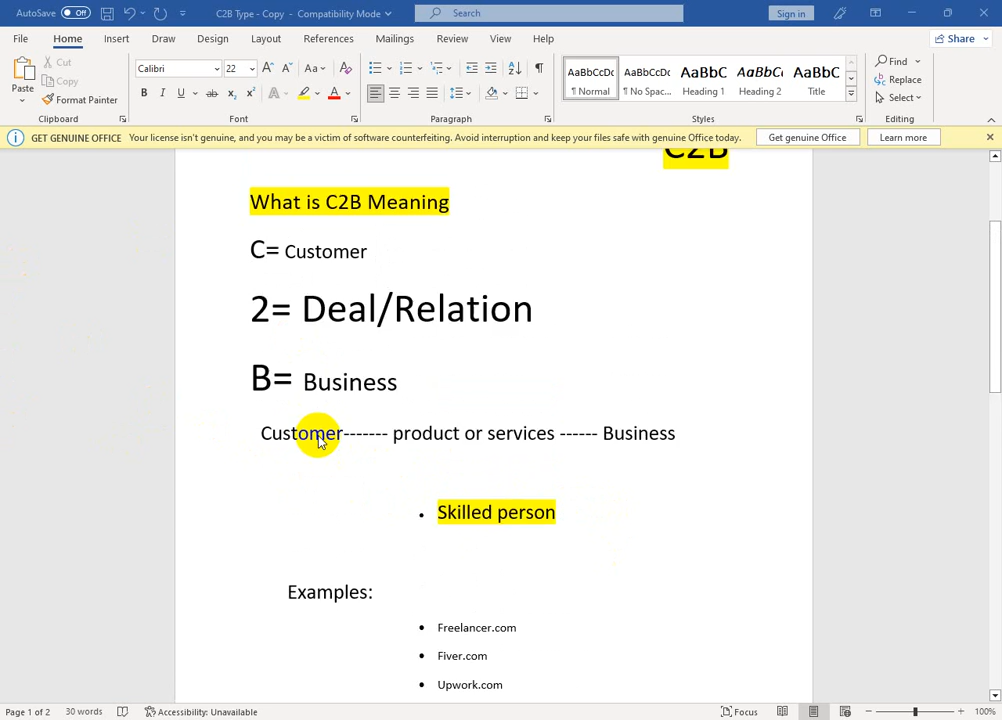 AutoSave Off C2B Type - Copy - Compatibility Mode Search Sign in
File Home Insert Draw Design Layout References Mailings Review View Help Share
Paste Cut Copy Format Painter
Calibri 22
AaBbCcDc AaBbCcDc AaBbC AaBbCc AaBbC
¶ Normal ¶ No Spac... Heading 1 Heading 2 Title
Find Replace Select
Clipboard Font Paragraph Styles Editing
GET GENUINE OFFICE Your license isn't genuine, and you may be a victim of software counterfeiting. Avoid interruption and keep your files safe with genuine Office today. Get genuine Office Learn more
C2B
What is C2B Meaning
C= Customer
2= Deal/Relation
B= Business
Customer------- product or services ------ Business
• Skilled person
Examples:
• Freelancer.com
• Fiver.com
• Upwork.com
Page 1 of 2 30 words Accessibility: Unavailable Focus 100%